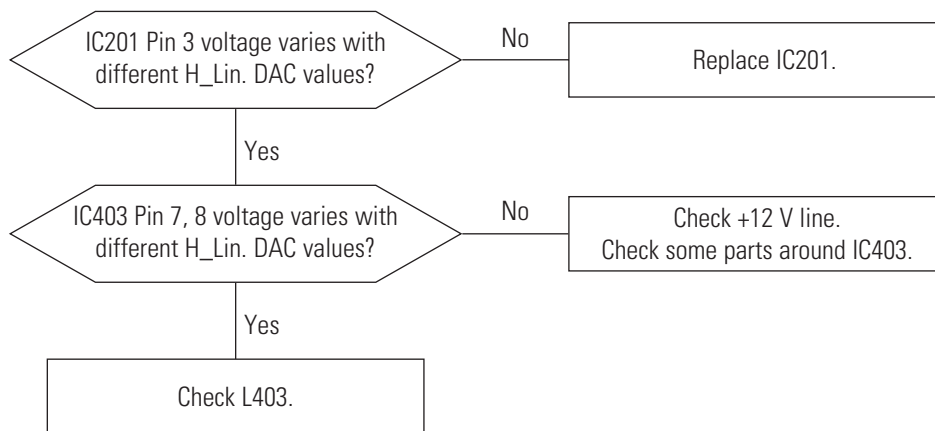 IC201 Pin 3 voltage varies with
different H_Lin. DAC values?
No
Replace IC201.
Yes
IC403 Pin 7, 8 voltage varies with
different H_Lin. DAC values?
No
Check +12 V line.
Check some parts around IC403.
Yes
Check L403.